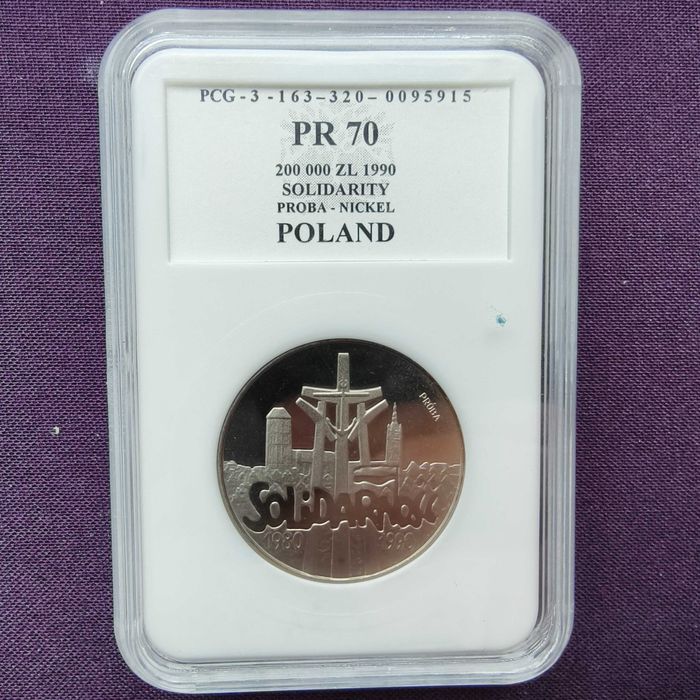 PCG - 3 - 163 - 320 - 0095915
PR 70
200 000 ZL 1990
SOLIDARITY
PROBA - NICKEL
POLAND
PRÓBA
SOLiDARNOŚĆ
1980 1990